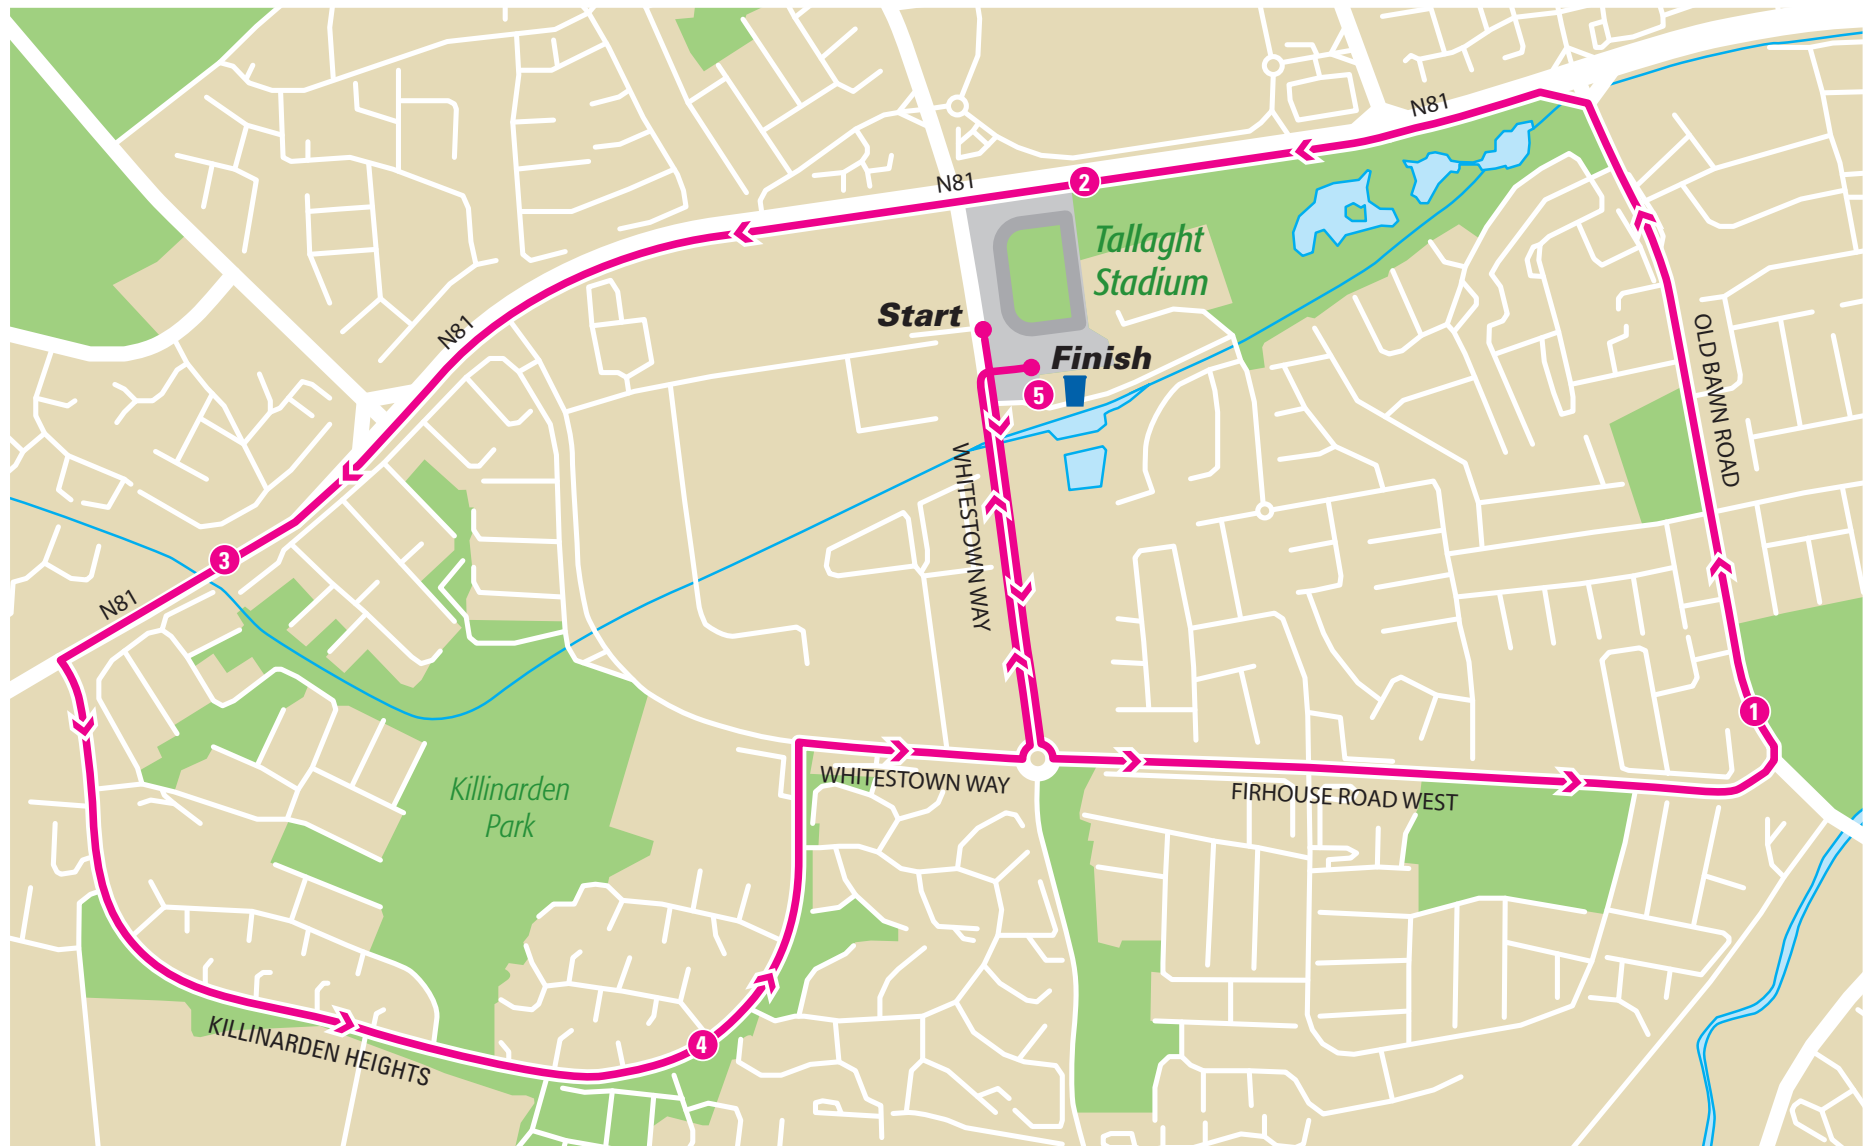 N81
N81
2
Tallaght
Stadium
Start
Finish
5
N81
OLD BAWN ROAD
WHITESTOWN WAY
3
N81
1
Killinarden
Park
WHITESTOWN WAY
FIRHOUSE ROAD WEST
4
KILLINARDEN HEIGHTS